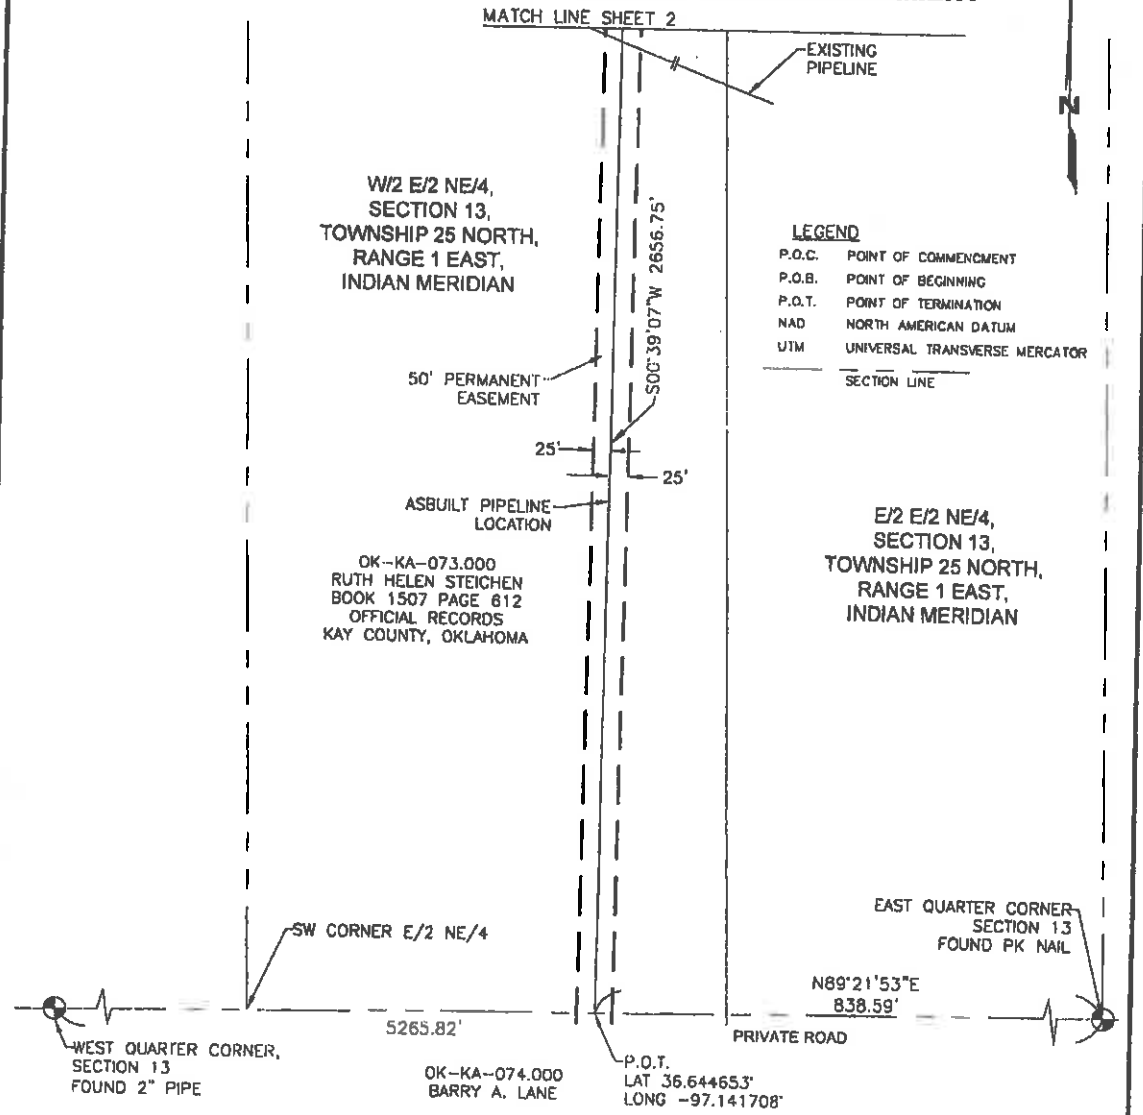 MATCH LINE SHEET 2
EXISTING
PIPELINE
N
W/2 E/2 NE/4,
SECTION 13,
TOWNSHIP 25 NORTH,
RANGE 1 EAST,
INDIAN MERIDIAN
S00°39'07"W 2656.75'
LEGEND
P.O.C. POINT OF COMMENCMENT
P.O.B. POINT OF BEGINNING
P.O.T. POINT OF TERMINATION
NAD NORTH AMERICAN DATUM
UTM UNIVERSAL TRANSVERSE MERCATOR
SECTION LINE
50' PERMANENT
EASEMENT
25'
25'
ASBUILT PIPELINE
LOCATION
OK-KA-073.000
RUTH HELEN STEICHEN
BOOK 1507 PAGE 612
OFFICIAL RECORDS
KAY COUNTY, OKLAHOMA
E/2 E/2 NE/4,
SECTION 13,
TOWNSHIP 25 NORTH,
RANGE 1 EAST,
INDIAN MERIDIAN
SW CORNER E/2 NE/4
EAST QUARTER CORNER
SECTION 13
FOUND PK NAIL
N89°21'53"E
838.59'
5265.82'
PRIVATE ROAD
WEST QUARTER CORNER,
SECTION 13
FOUND 2" PIPE
OK-KA-074.000
BARRY A. LANE
P.O.T.
LAT 36.644653°
LONG -97.141708°